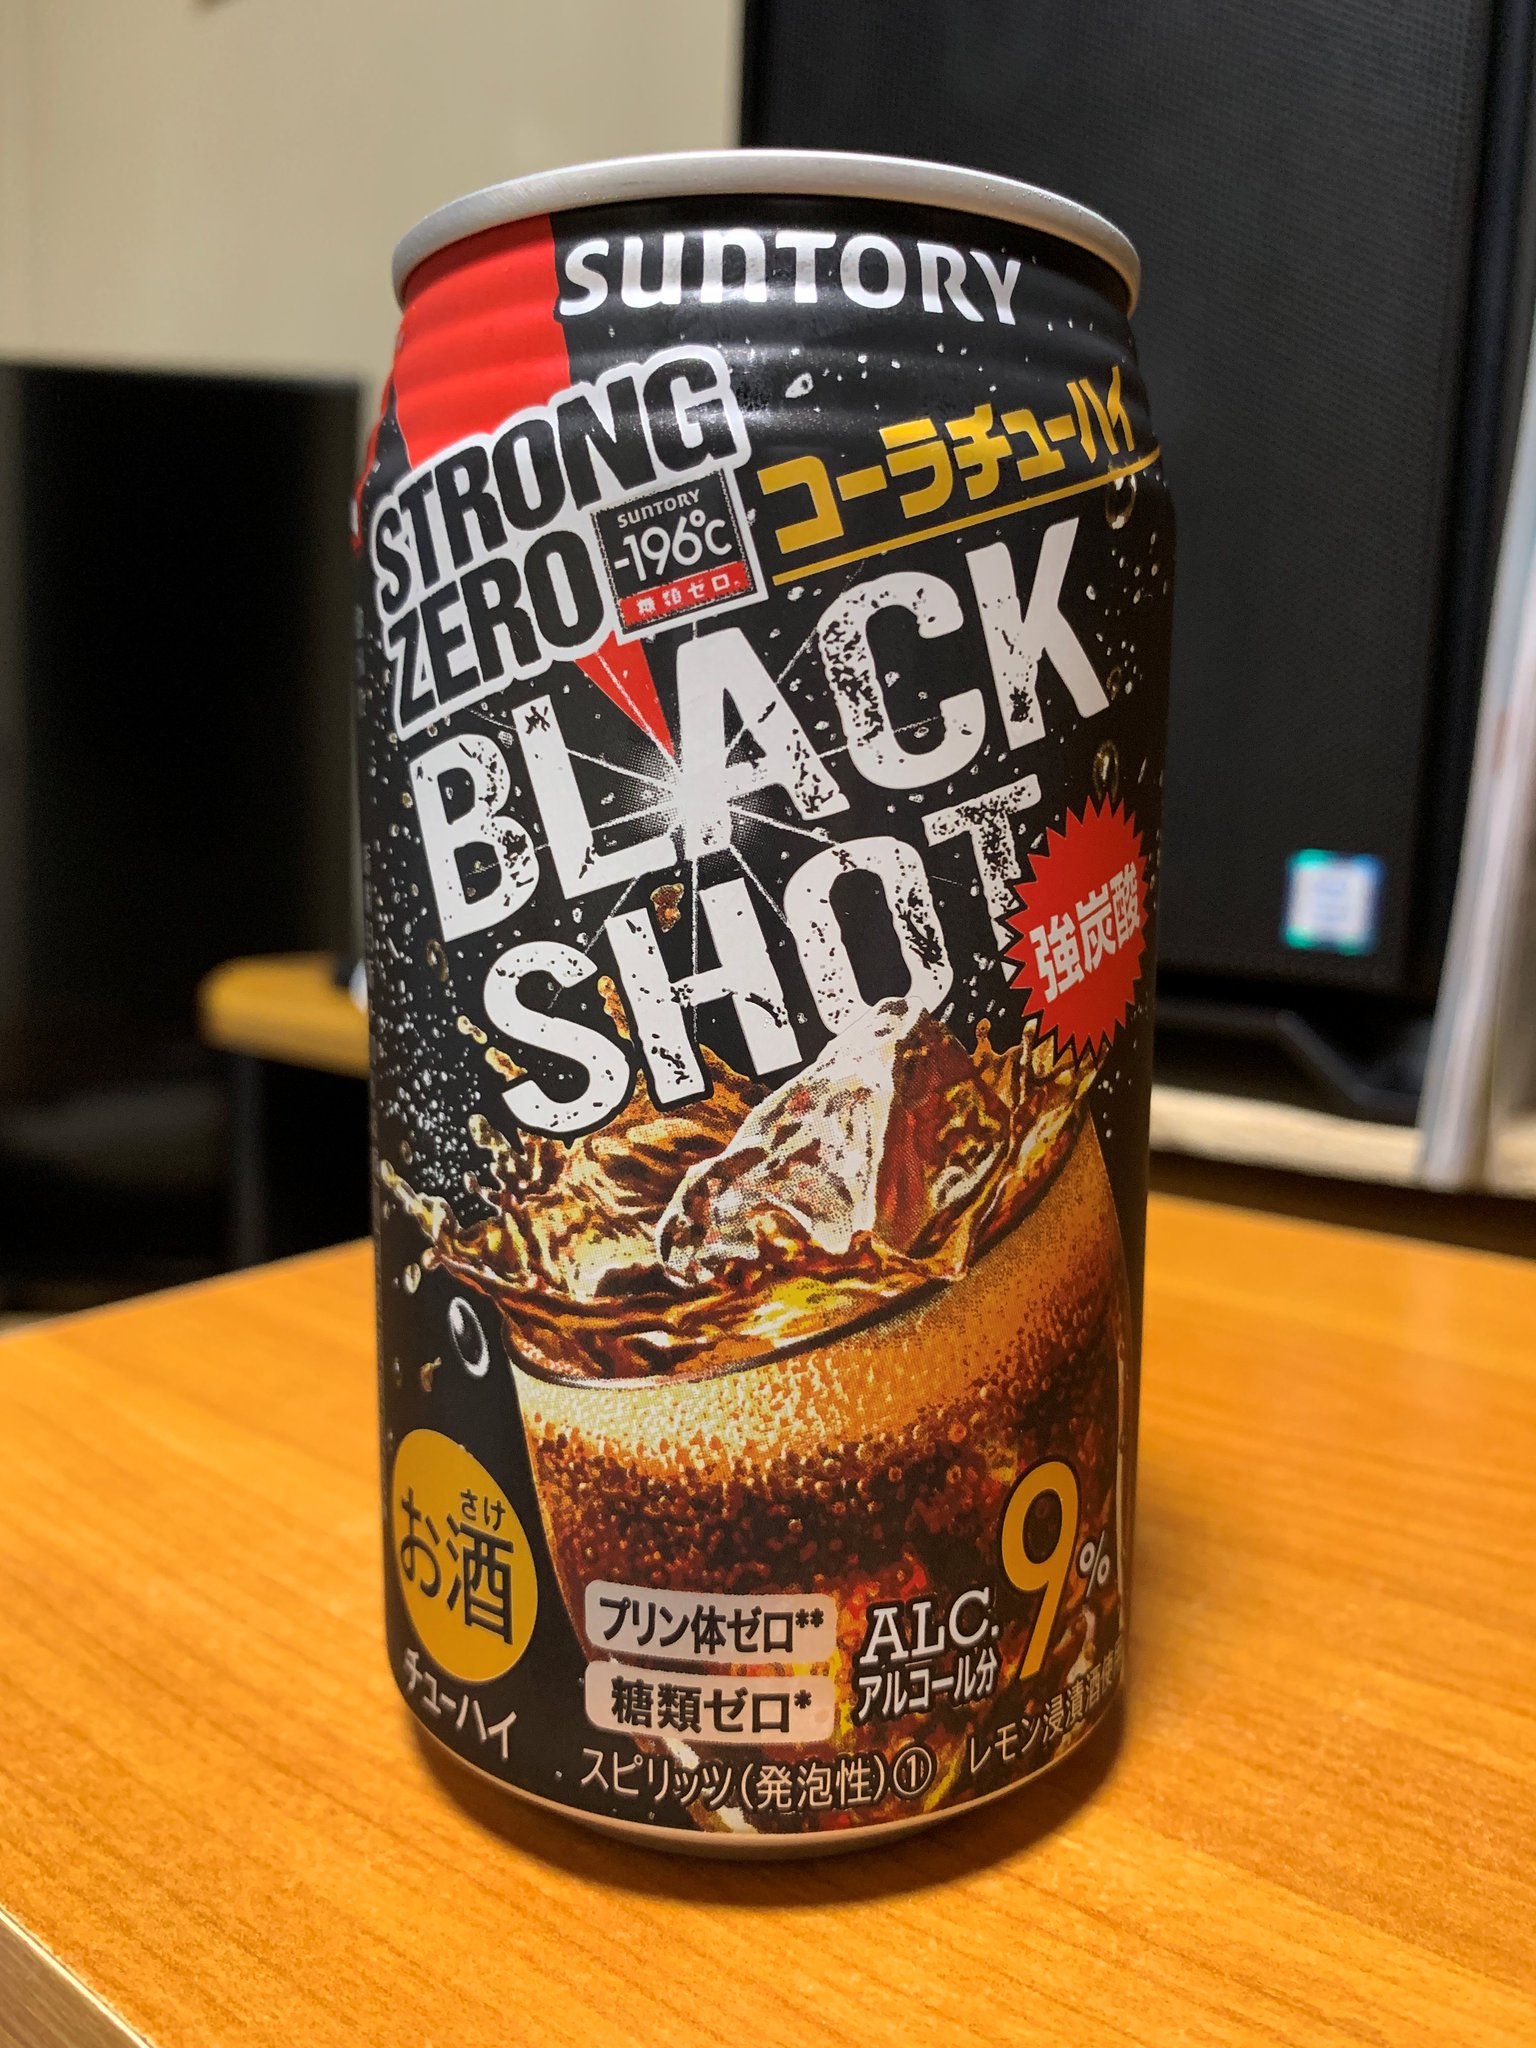 SUNTORY
STRONG
ZERO
SUNTORY
-196℃
糖類ゼロ
コーラチューハイ
BLACK
SHOT
強炭酸
さけ
お酒
チューハイ
プリン体ゼロ**
糖類ゼロ*
ALC.
アルコール分
9%
スピリッツ(発泡性)①
レモン浸漬酒使用